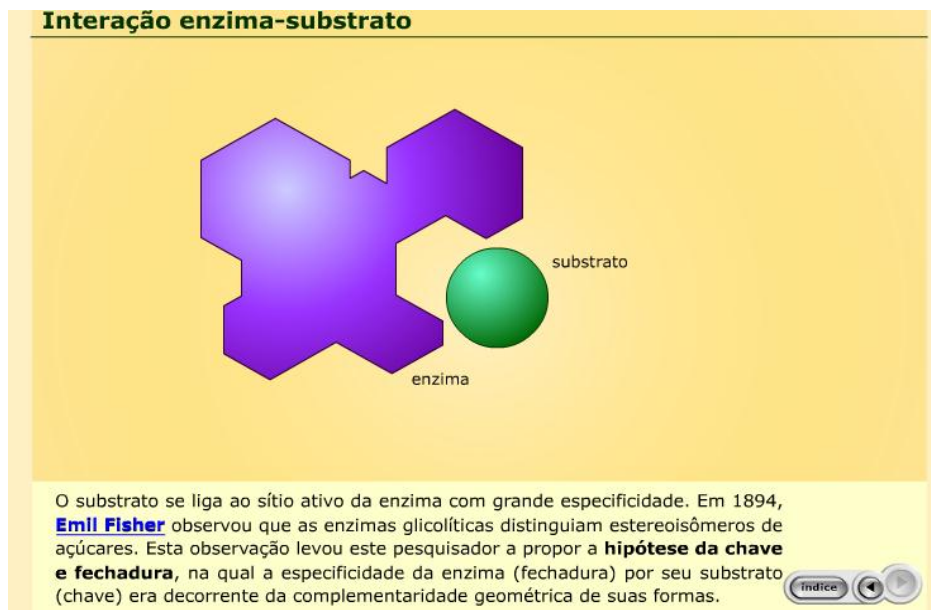 Interação enzima-substrato
substrato
enzima
O substrato se liga ao sítio ativo da enzima com grande especificidade. Em 1894,
Emil Fisher observou que as enzimas glicolíticas distinguiam estereoisômeros de
açúcares. Esta observação levou este pesquisador a propor a hipótese da chave
e fechadura, na qual a especificidade da enzima (fechadura) por seu substrato
(chave) era decorrente da complementaridade geométrica de suas formas.
índice